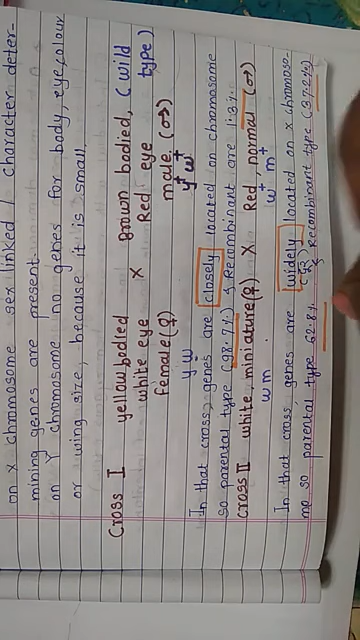 on X chromosome sex linked / character deter-
mining genes are present.
on Y chromosome no genes for body, eye colour
or wing size, because it is small.
Cross I yellow bodied Brown bodied, (wild
white eye X Red eye type)
female (♀) male (♂)
y w y+ w+
In that cross, genes are closely located on chromosome
so parental type (98.7%) & Recombinant are 1.3%
cross II white, miniature (♀) X Red, normal (♂)
w m w+ m+
In that cross, genes are widely located on x chromoso-
me so parental type 62.8% & Recombinant type (37.2%)